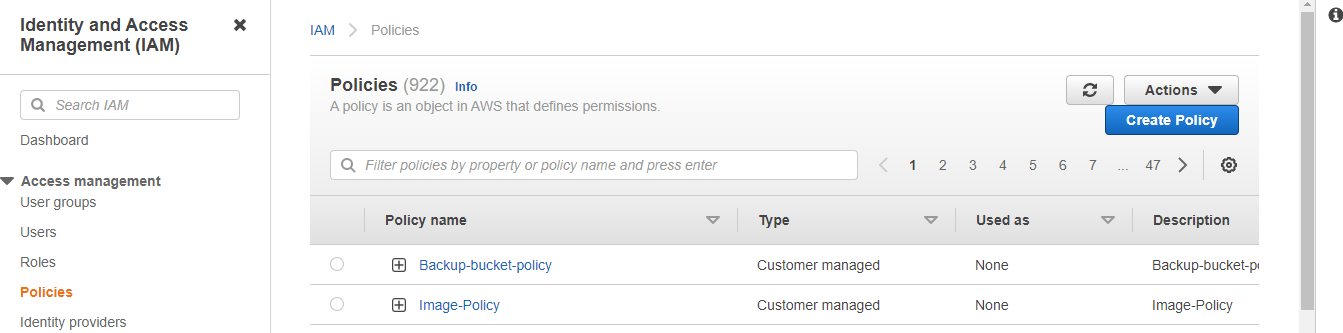 Identity and Access
Management (IAM)
Search IAM
Dashboard
Access management
User groups
Users
Roles
Policies
Identity providers
IAM > Policies
Policies (922) Info
A policy is an object in AWS that defines permissions.
Actions
Create Policy
Filter policies by property or policy name and press enter
1 2 3 4 5 6 7 ... 47
Policy name Type Used as Description
Backup-bucket-policy Customer managed None Backup-bucket-p
Image-Policy Customer managed None Image-Policy